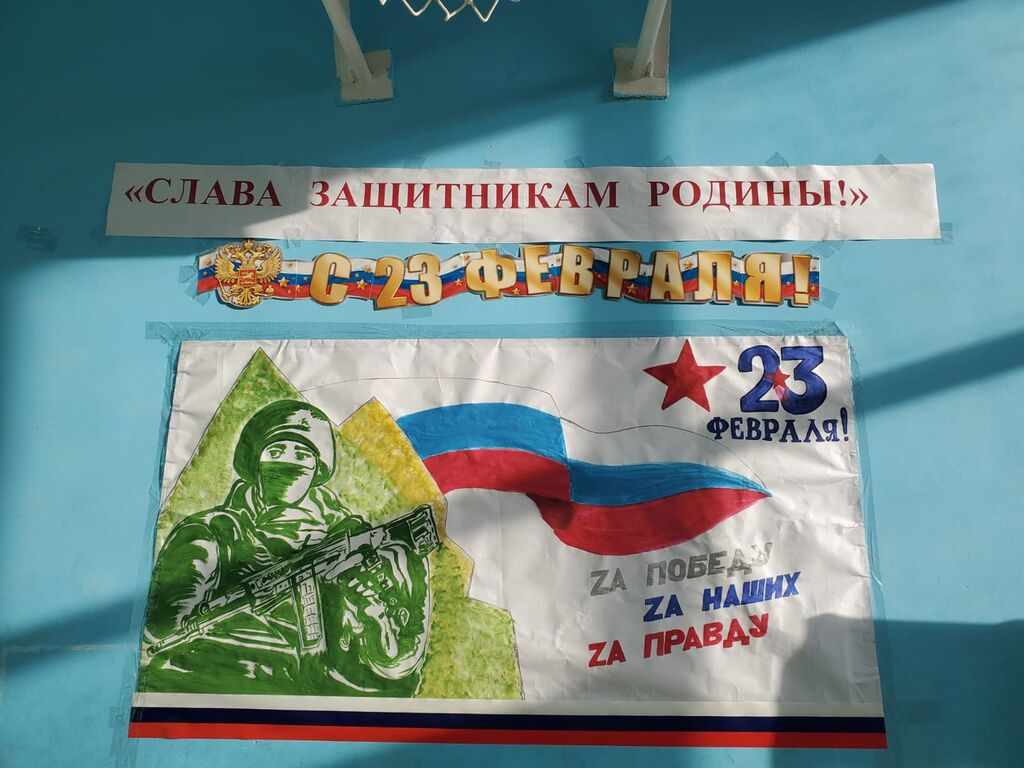 «СЛАВА ЗАЩИТНИКАМ РОДИНЫ!»
С 23 ФЕВРАЛЯ!
23
ФЕВРАЛЯ!
ZА ПОБЕДУ
ZА НАШИХ
ZА ПРАВДУ